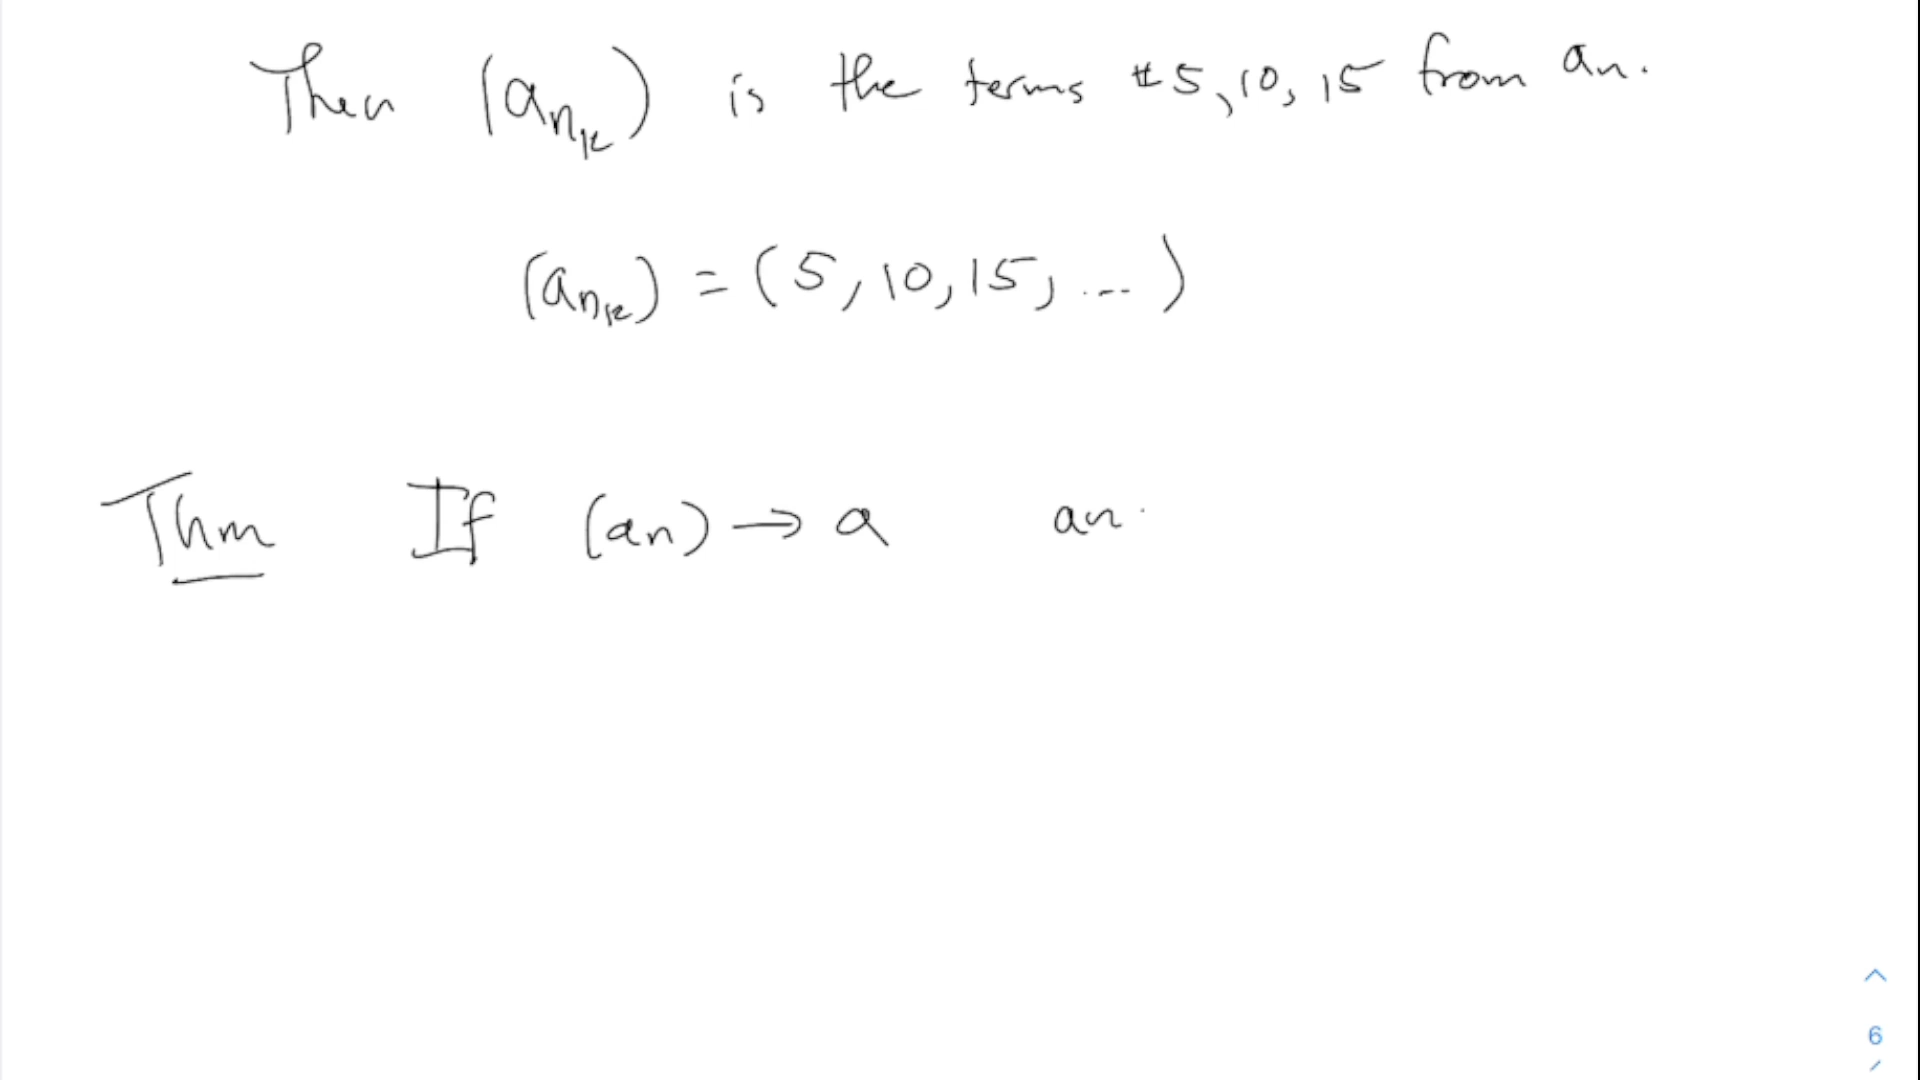 Then (a_{n_k}) is the terms #5, 10, 15 from an.
(a_{n_k}) = (5, 10, 15, ...)
Thm If (an) → a an.
6